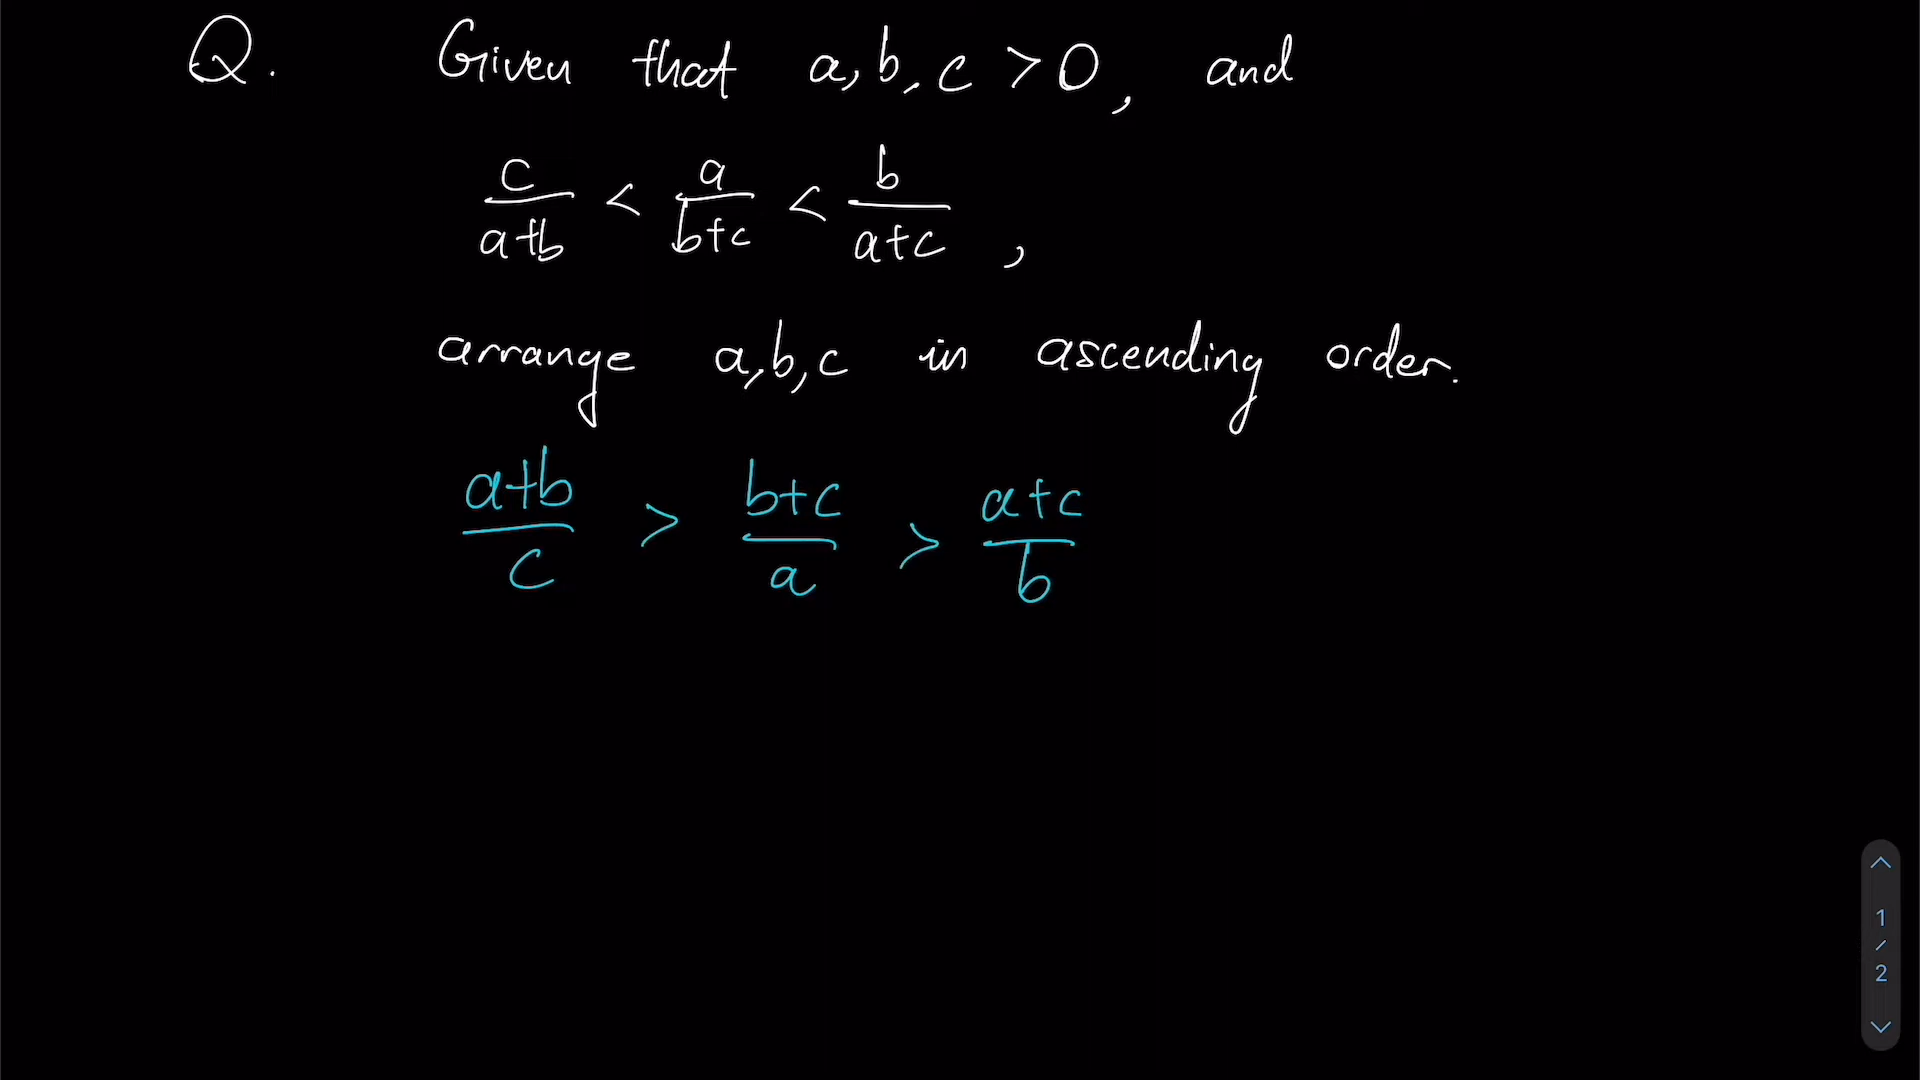 Q. Given that a, b, c > 0, and
c/(a+b) < a/(b+c) < b/(a+c),
arrange a, b, c in ascending order.
(a+b)/c > (b+c)/a > (a+c)/b
1
/
2